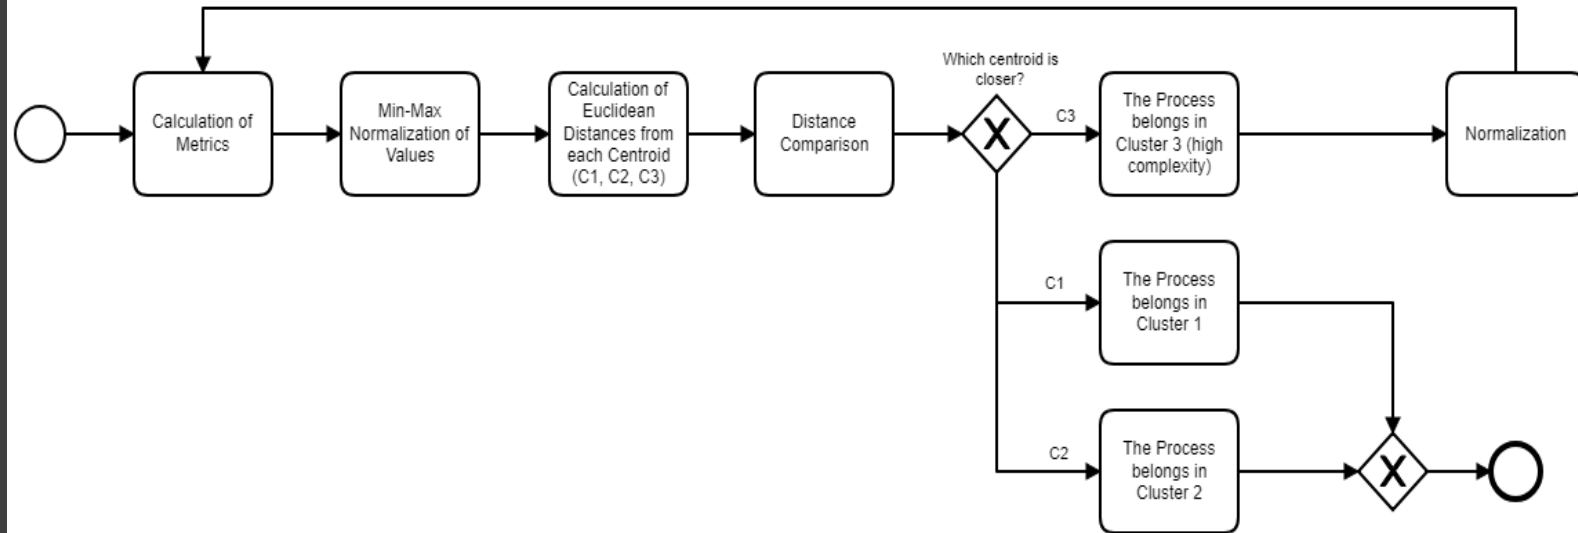 Which centroid is
closer?
Calculation of
Metrics
Min-Max
Normalization of
Values
Calculation of
Euclidean
Distances from
each Centroid
(C1, C2, C3)
Distance
Comparison
X
C3
The Process
belongs in
Cluster 3 (high
complexity)
Normalization
C1
The Process
belongs in
Cluster 1
C2
The Process
belongs in
Cluster 2
X